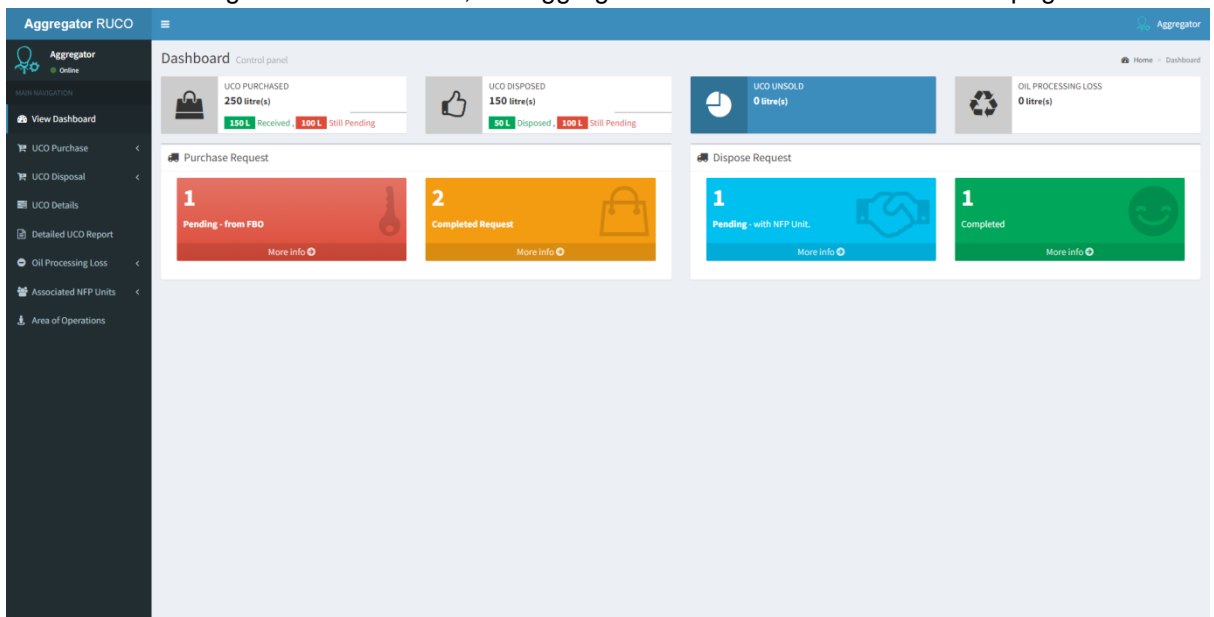 Aggregator RUCO
Aggregator
Aggregator
Online
MAIN NAVIGATION
View Dashboard
UCO Purchase
UCO Disposal
UCO Details
Detailed UCO Report
Oil Processing Loss
Associated NFP Units
Area of Operations
Dashboard Control panel
Home > Dashboard
UCO PURCHASED
250 litre(s)
150 L Received , 100 L Still Pending
UCO DISPOSED
150 litre(s)
50 L Disposed , 100 L Still Pending
UCO UNSOLD
0 litre(s)
OIL PROCESSING LOSS
0 litre(s)
Purchase Request
1
Pending - from FBO
More info
2
Completed Request
More info
Dispose Request
1
Pending - with NFP Unit.
More info
1
Completed
More info